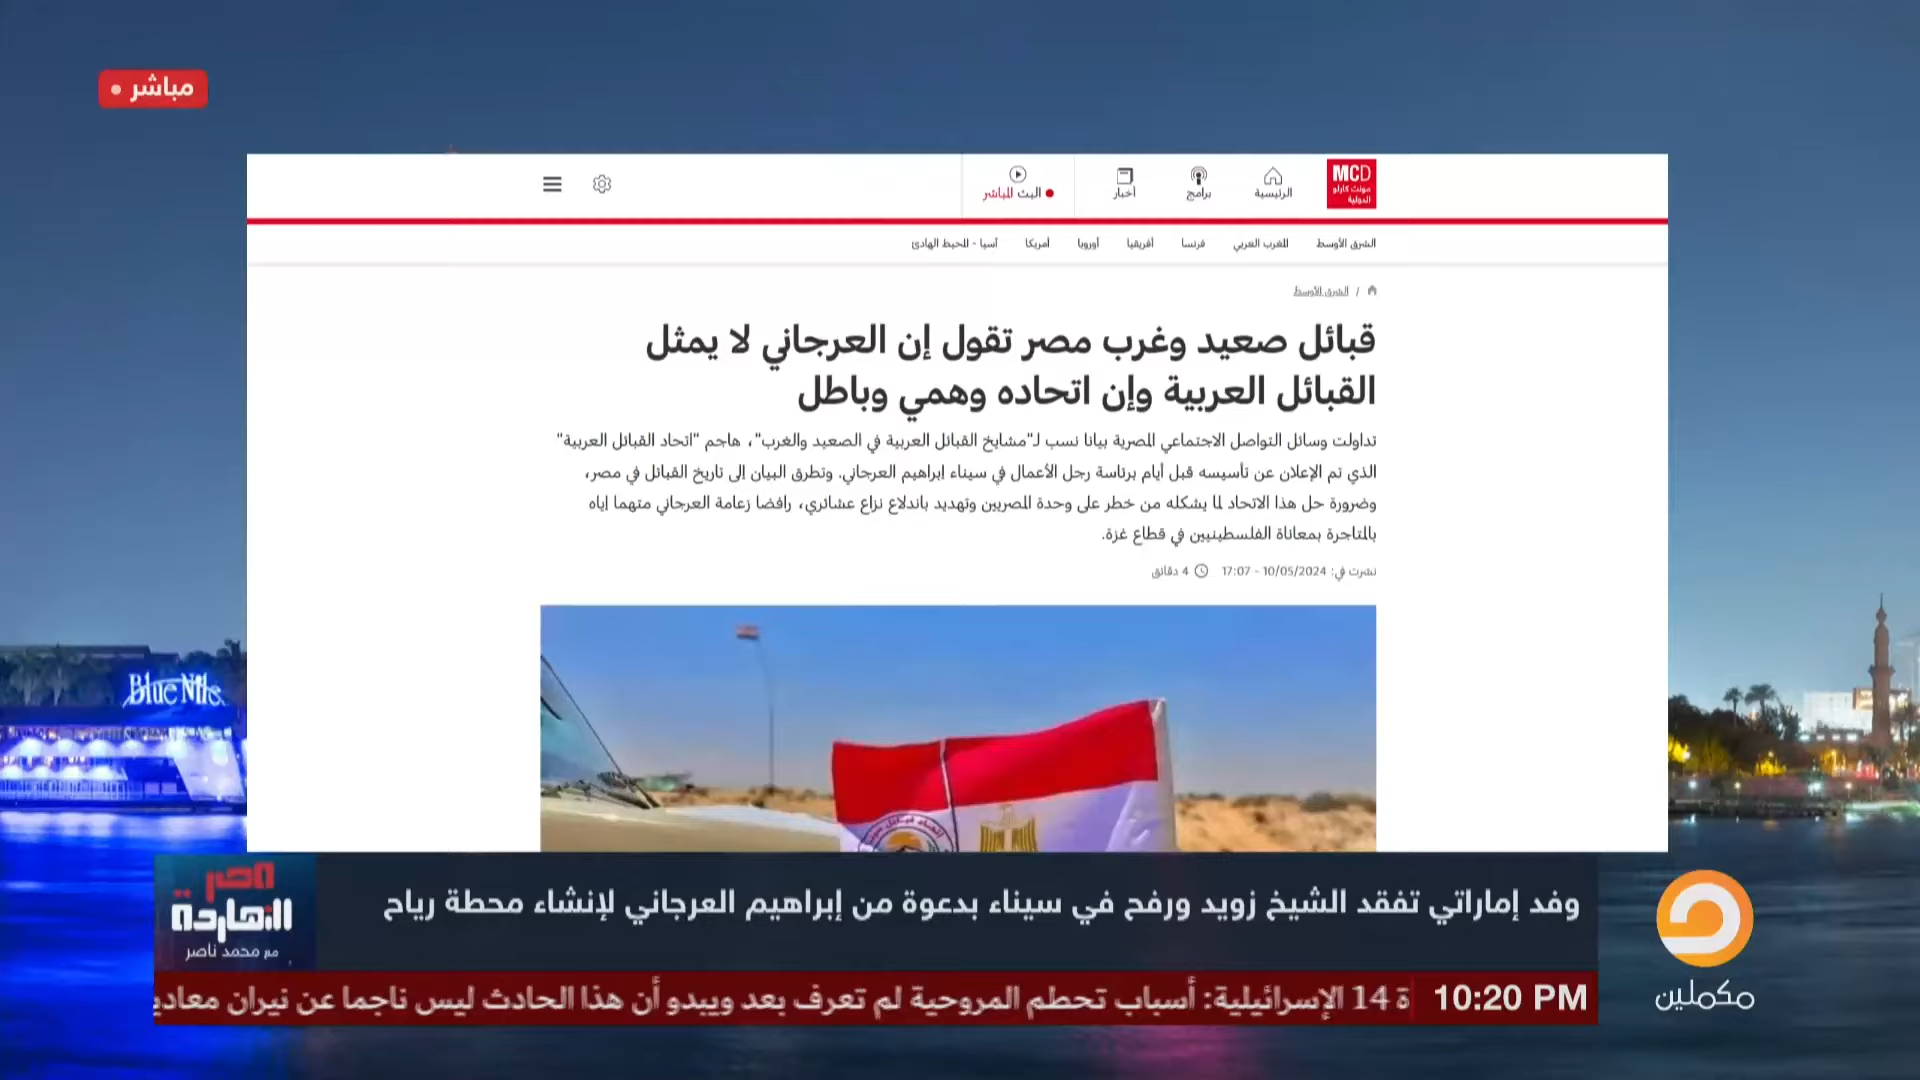 مباشر
MCD
مونت كارلو
الدولية
الرئيسية
برامج
أخبار
البث المباشر
الشرق الأوسط
المغرب العربي
فرنسا
أفريقيا
أوروبا
أمريكا
آسيا - المحيط الهادئ
/ الشرق الأوسط
قبائل صعيد وغرب مصر تقول إن العرجاني لا يمثل
القبائل العربية وإن اتحاده وهمي وباطل
تداولت وسائل التواصل الاجتماعي المصرية بيانا نسب لـ"مشايخ القبائل العربية في الصعيد والغرب"، هاجم "اتحاد القبائل العربية"
الذي تم الإعلان عن تأسيسه قبل أيام برئاسة رجل الأعمال في سيناء إبراهيم العرجاني. وتطرق البيان إلى تاريخ القبائل في مصر،
وضرورة حل هذا الاتحاد لما يشكله من خطر على وحدة المصريين وتهديد باندلاع نزاع عشائري، رافضا زعامة العرجاني متهما إياه
بالمتاجرة بمعاناة الفلسطينيين في قطاع غزة.
نشرت في: 10/05/2024 - 17:07
4 دقائق
Blue Nile
وفد إماراتي تفقد الشيخ زويد ورفح في سيناء بدعوة من إبراهيم العرجاني لإنشاء محطة رياح
مصر
النهاردة
مع محمد ناصر
10:20 PM
ة 14 الإسرائيلية: أسباب تحطم المروحية لم تعرف بعد ويبدو أن هذا الحادث ليس ناجما عن نيران معادي
مكملين